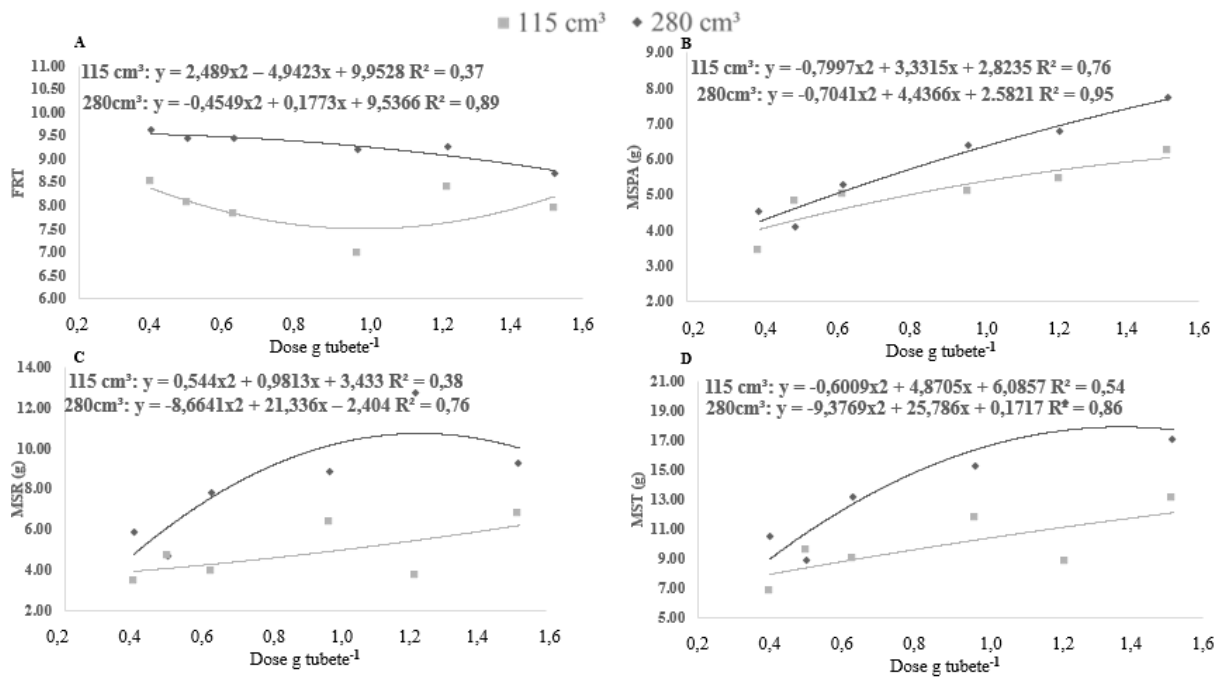 115 cm³ 280 cm³
A
115 cm³: y = 2,489x2 – 4,9423x + 9,9528 R² = 0,37
280cm³: y = -0,4549x2 + 0,1773x + 9,5366 R² = 0,89
11.00
10.50
10.00
9.50
9.00
8.50
8.00
7.50
7.00
6.50
6.00
FRT
0,2 0,4 0,6 0,8 1,0 1,2 1,4 1,6
Dose g tubete⁻¹
B
115 cm³: y = -0,7997x2 + 3,3315x + 2,8235 R² = 0,76
280cm³: y = -0,7041x2 + 4,4366x + 2.5821 R² = 0,95
9.00
8.00
7.00
6.00
5.00
4.00
3.00
2.00
MSPA (g)
0,2 0,4 0,6 0,8 1,0 1,2 1,4 1,6
Dose g tubete⁻¹
C
115 cm³: y = 0,544x2 + 0,9813x + 3,433 R² = 0,38
280cm³: y = -8,6641x2 + 21,336x – 2,404 R² = 0,76
14.00
12.00
10.00
8.00
6.00
4.00
2.00
MSR (g)
0,2 0,4 0,6 0,8 1,0 1,2 1,4 1,6
Dose g tubete⁻¹
D
115 cm³: y = -0,6009x2 + 4,8705x + 6,0857 R² = 0,54
280cm³: y = -9,3769x2 + 25,786x + 0,1717 R² = 0,86
21.00
19.00
17.00
15.00
13.00
11.00
9.00
7.00
5.00
MST (g)
0,2 0,4 0,6 0,8 1,0 1,2 1,4 1,6
Dose g tubete⁻¹